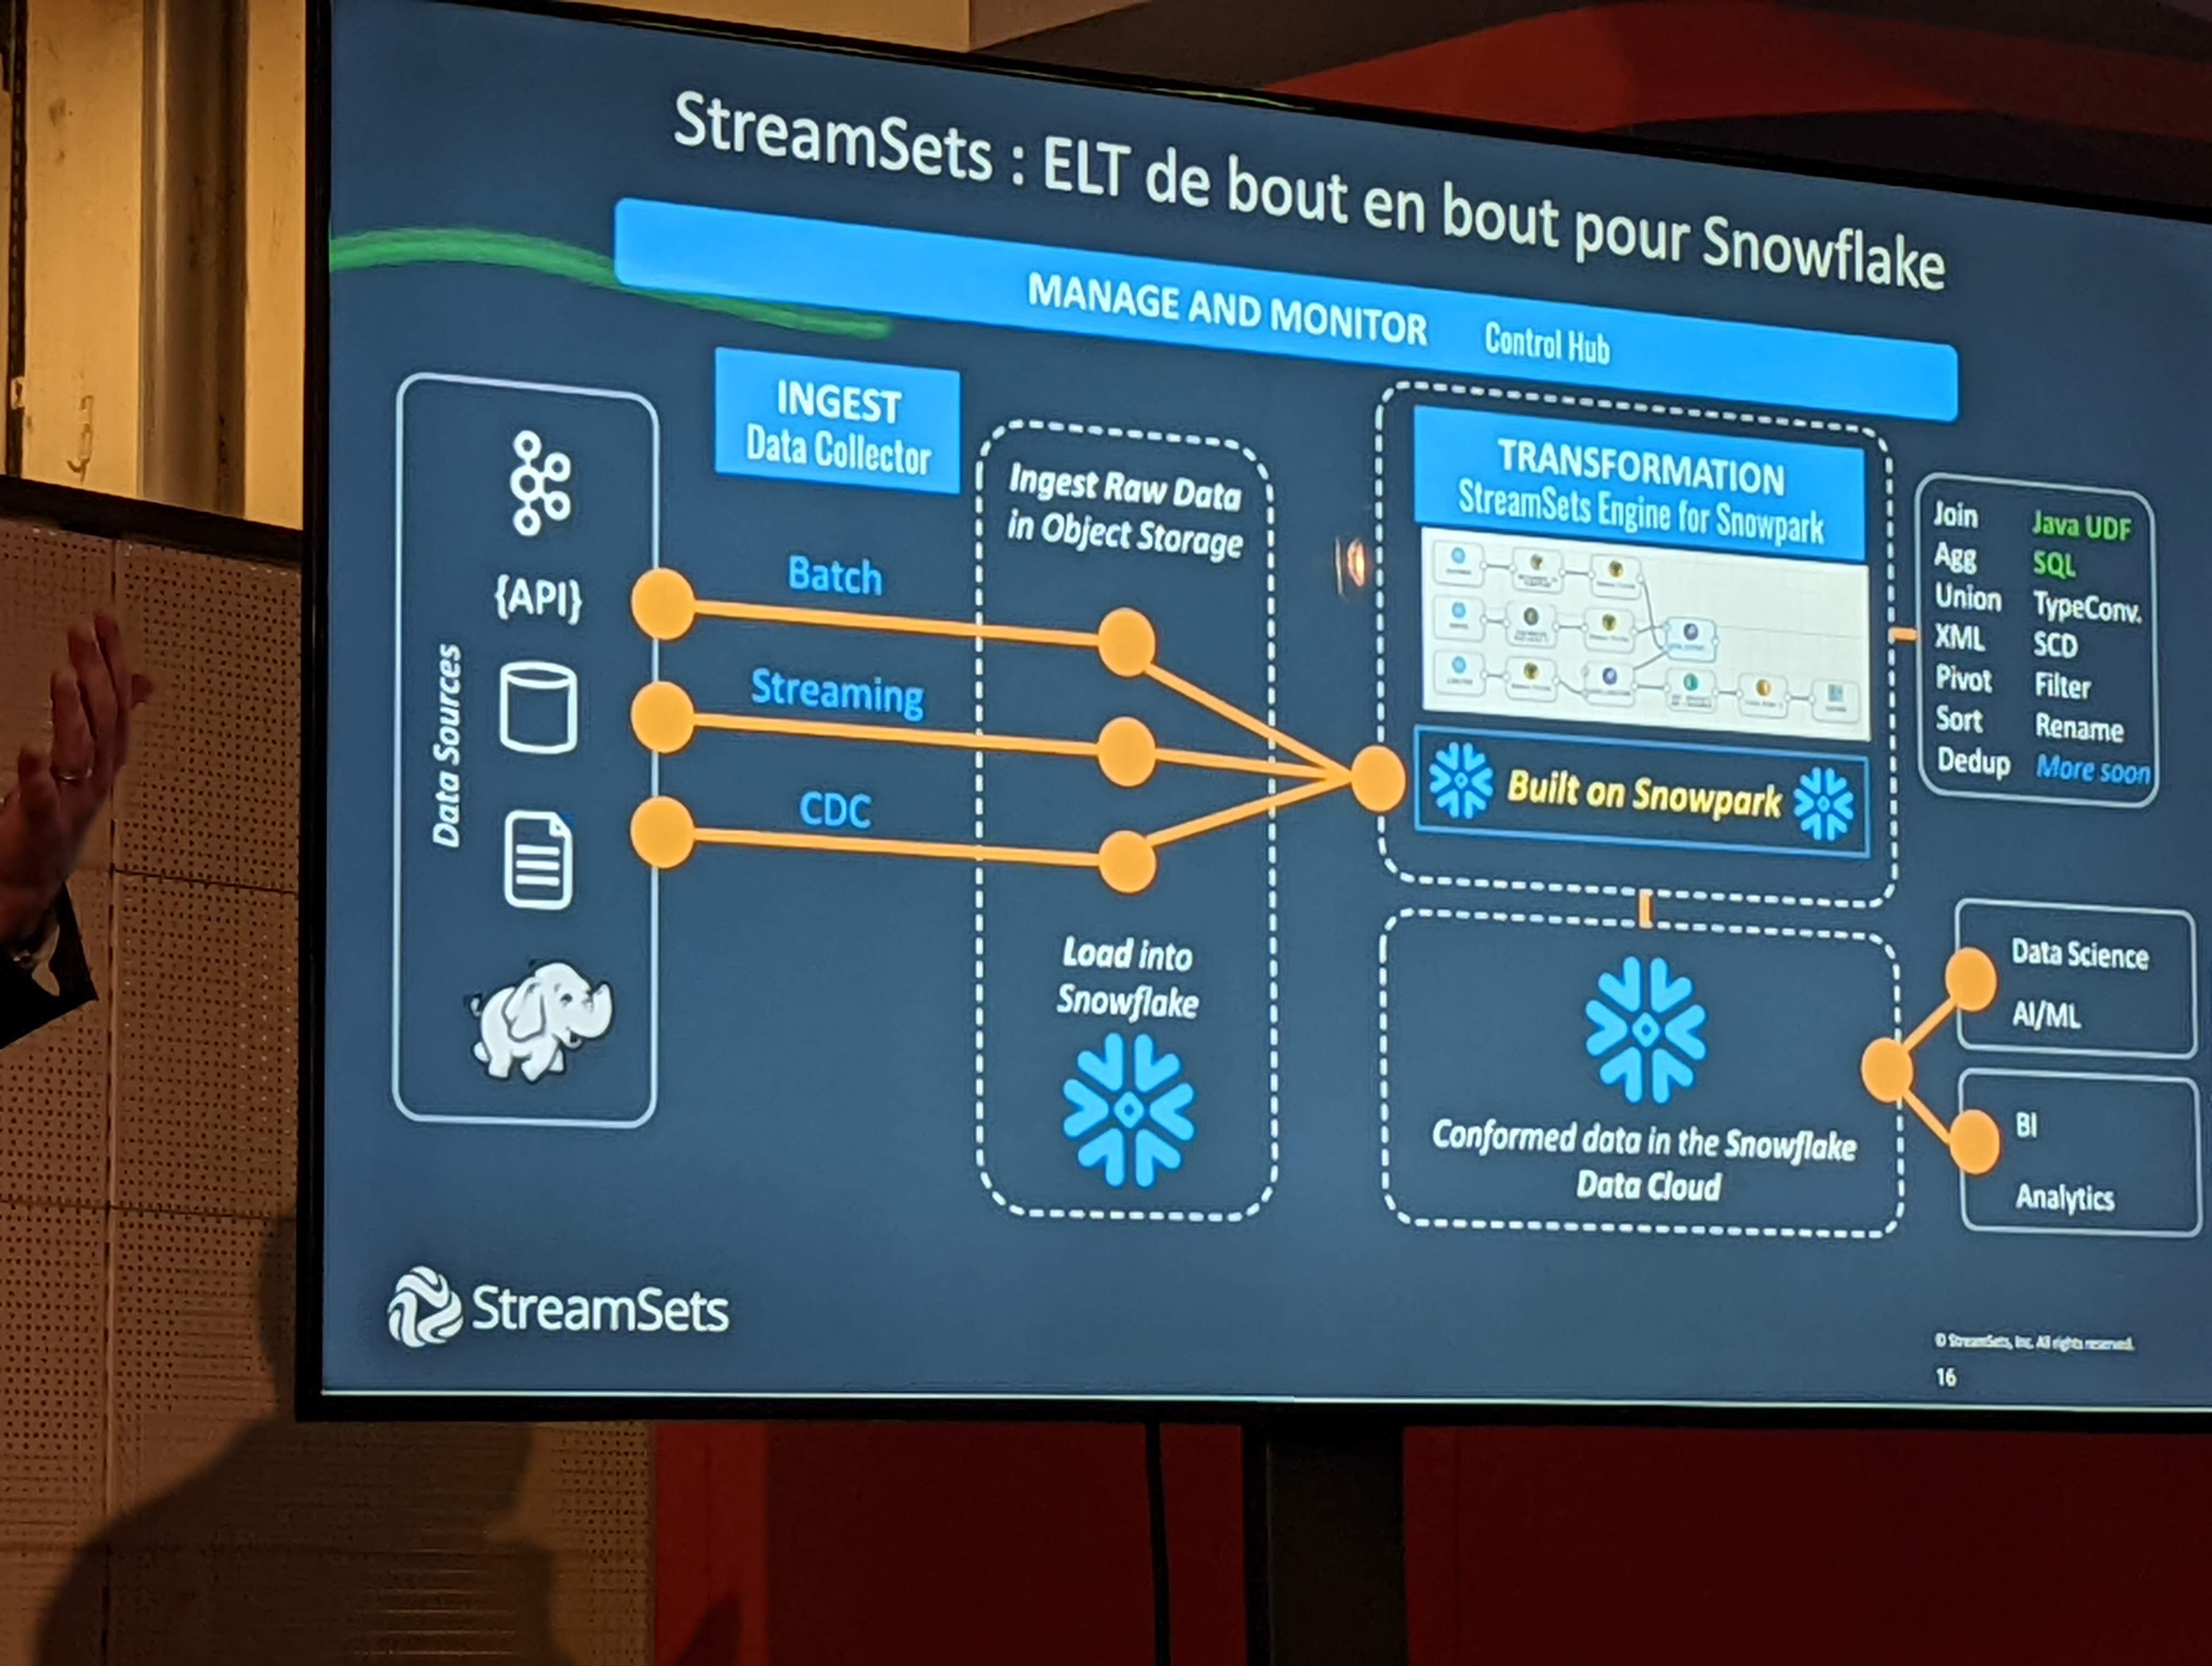 StreamSets : ELT de bout en bout pour Snowflake
MANAGE AND MONITOR Control Hub
INGEST
Data Collector
Data Sources
{API}
Batch
Streaming
CDC
Ingest Raw Data
in Object Storage
Load into
Snowflake
TRANSFORMATION
StreamSets Engine for Snowpark
Built on Snowpark
Join Java UDF
Agg SQL
Union TypeConv.
XML SCD
Pivot Filter
Sort Rename
Dedup More soon
Conformed data in the Snowflake
Data Cloud
Data Science
AI/ML
BI
Analytics
StreamSets
© StreamSets, Inc. All rights reserved.
16